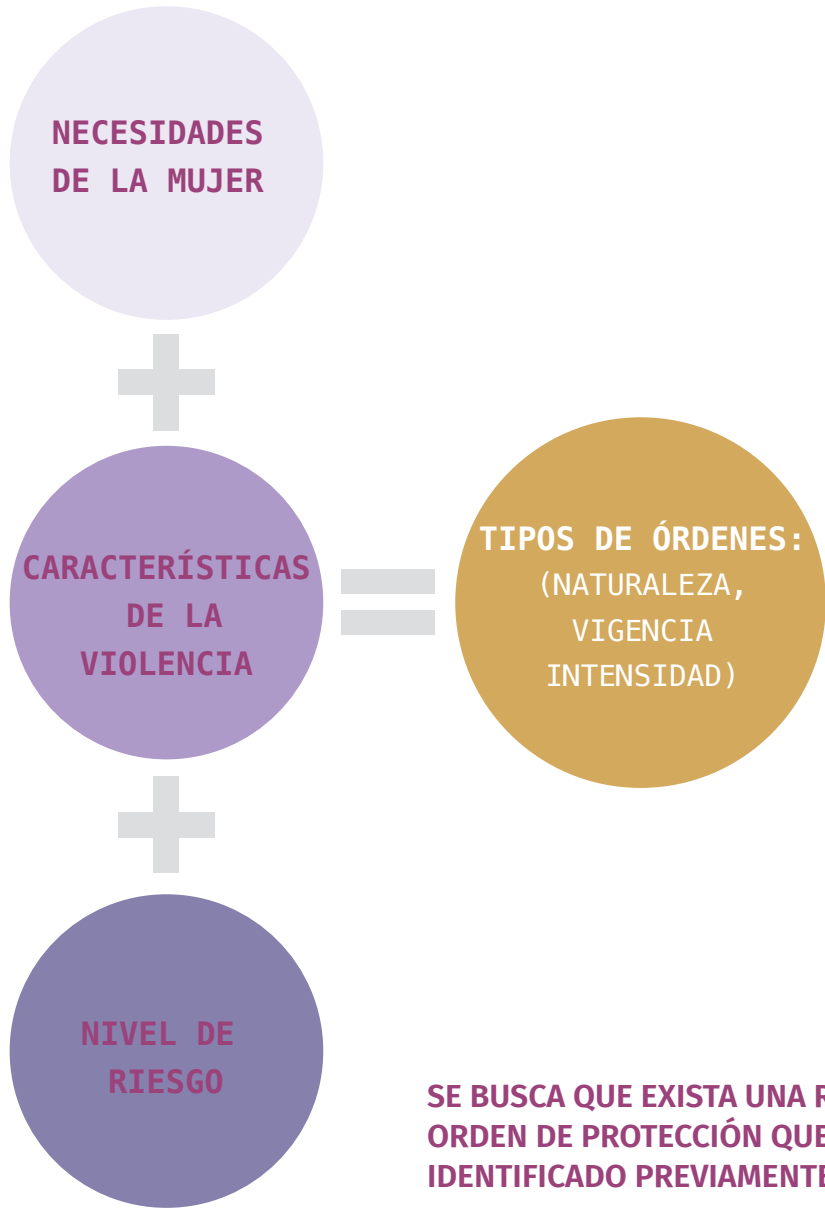 NECESIDADES
DE LA MUJER
CARACTERÍSTICAS
DE LA
VIOLENCIA
TIPOS DE ÓRDENES:
(NATURALEZA,
VIGENCIA
INTENSIDAD)
NIVEL DE
RIESGO
SE BUSCA QUE EXISTA UNA
ORDEN DE PROTECCIÓN QUE
IDENTIFICADO PREVIAMENTE